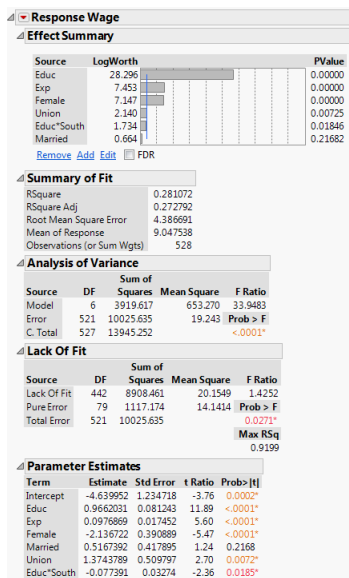 Response Wage
Effect Summary
Source LogWorth PValue
Educ 28.296 0.00000
Exp 7.453 0.00000
Female 7.147 0.00000
Union 2.140 0.00725
Educ*South 1.734 0.01846
Married 0.664 0.21682
Remove Add Edit FDR
Summary of Fit
RSquare 0.281072
RSquare Adj 0.272792
Root Mean Square Error 4.386691
Mean of Response 9.047538
Observations (or Sum Wgts) 528
Analysis of Variance
Sum of
Source DF Squares Mean Square F Ratio
Model 6 3919.617 653.270 33.9483
Error 521 10025.635 19.243 Prob > F
C. Total 527 13945.252 <.0001*
Lack Of Fit
Sum of
Source DF Squares Mean Square F Ratio
Lack Of Fit 442 8908.461 20.1549 1.4252
Pure Error 79 1117.174 14.1414 Prob > F
Total Error 521 10025.635 0.0271*
Max RSq
0.9199
Parameter Estimates
Term Estimate Std Error t Ratio Prob>|t|
Intercept -4.639952 1.234718 -3.76 0.0002*
Educ 0.9662031 0.081243 11.89 <.0001*
Exp 0.0976869 0.017452 5.60 <.0001*
Female -2.136722 0.390889 -5.47 <.0001*
Married 0.5167392 0.417895 1.24 0.2168
Union 1.3743789 0.509797 2.70 0.0072*
Educ*South -0.077391 0.03274 -2.36 0.0185*